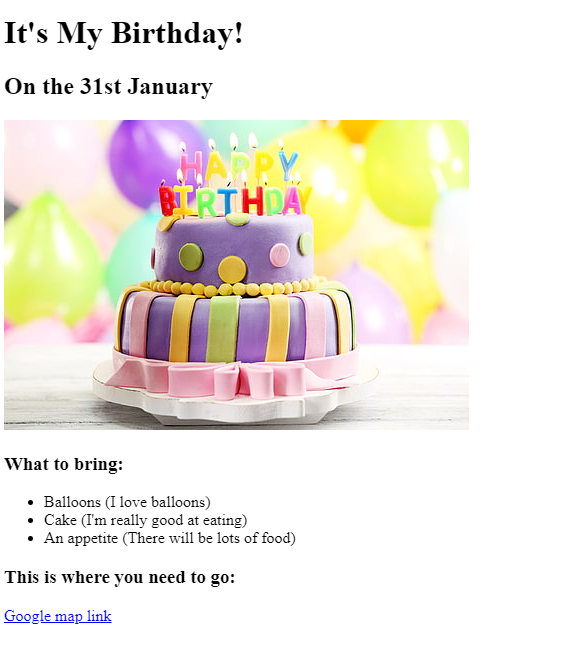 It's My Birthday!
On the 31st January
HAPPY
BIRTHDAY
What to bring:
Balloons (I love balloons)
Cake (I'm really good at eating)
An appetite (There will be lots of food)
This is where you need to go:
Google map link